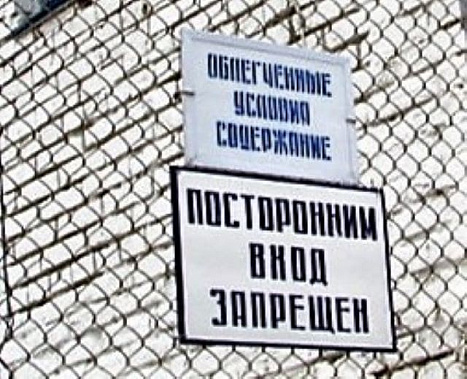 ОБЛЕГЧЕННЫЕ
УСЛОВИЯ
СОДЕРЖАНИЕ
ПОСТОРОННИМ
ВХОД
ЗАПРЕЩЕН